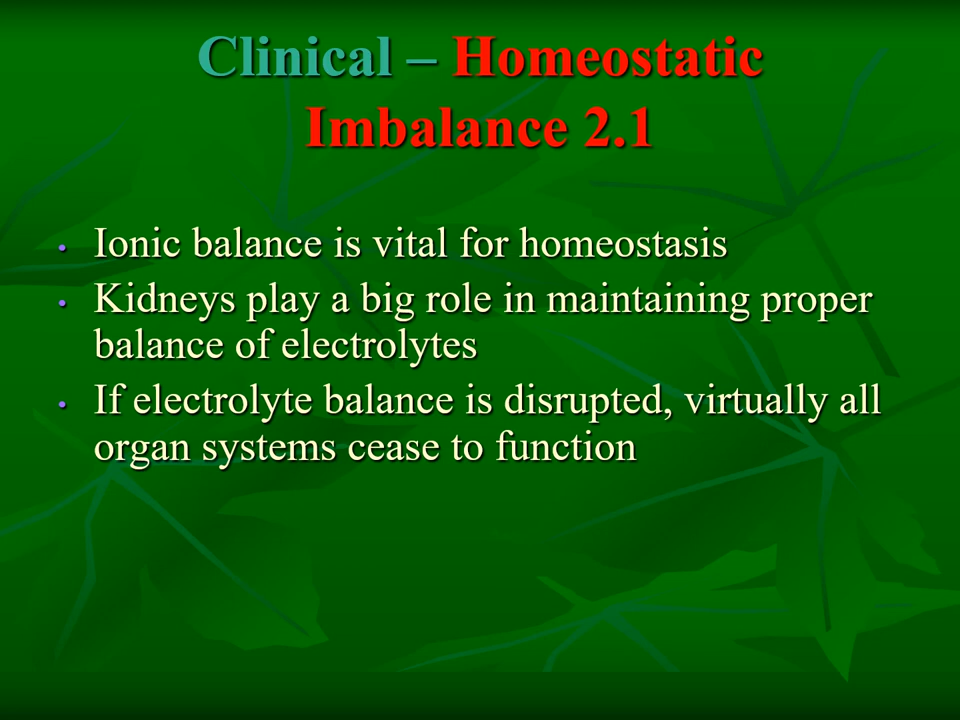 Clinical – Homeostatic
Imbalance 2.1
• Ionic balance is vital for homeostasis
• Kidneys play a big role in maintaining proper
balance of electrolytes
• If electrolyte balance is disrupted, virtually all
organ systems cease to function